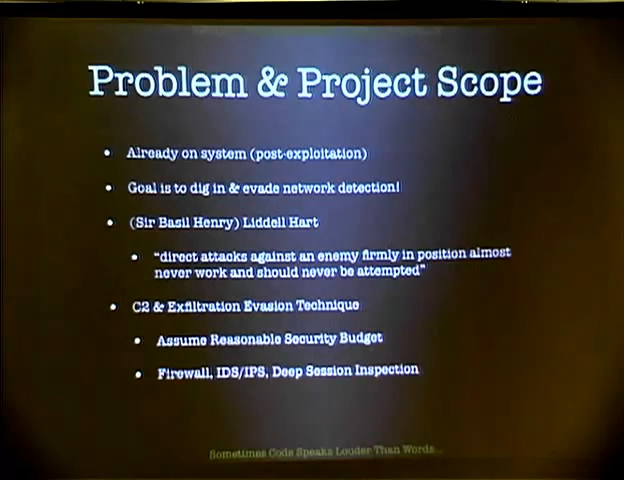 Problem & Project Scope
• Already on system (post-exploitation)
• Goal is to dig in & evade network detection!
• (Sir Basil Henry) Liddell Hart
• "direct attacks against an enemy firmly in position almost
never work and should never be attempted"
• C2 & Exfiltration Evasion Technique
• Assume Reasonable Security Budget
• Firewall, IDS/IPS, Deep Session Inspection
Sometimes Code Speaks Louder Than Words...